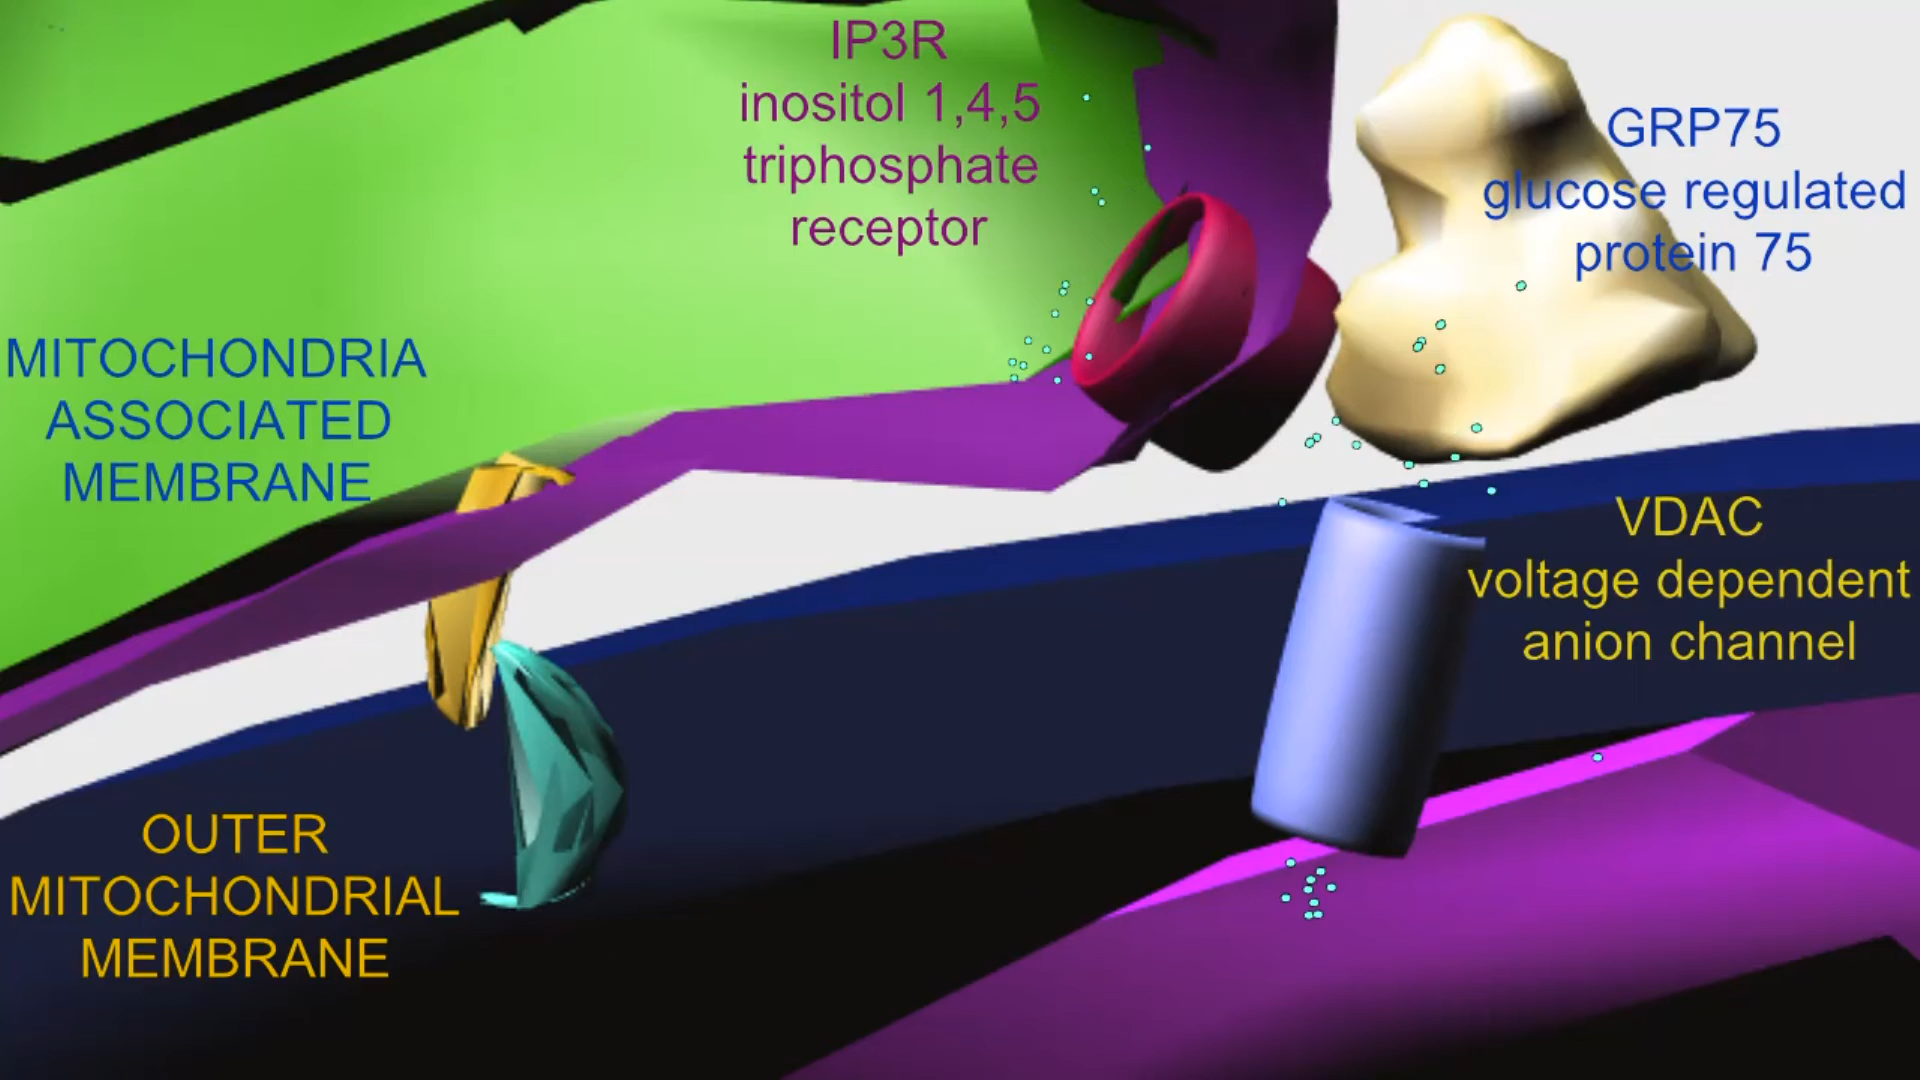 IP3R
inositol 1,4,5
triphosphate
receptor
GRP75
glucose regulated
protein 75
MITOCHONDRIA
ASSOCIATED
MEMBRANE
VDAC
voltage dependent
anion channel
OUTER
MITOCHONDRIAL
MEMBRANE